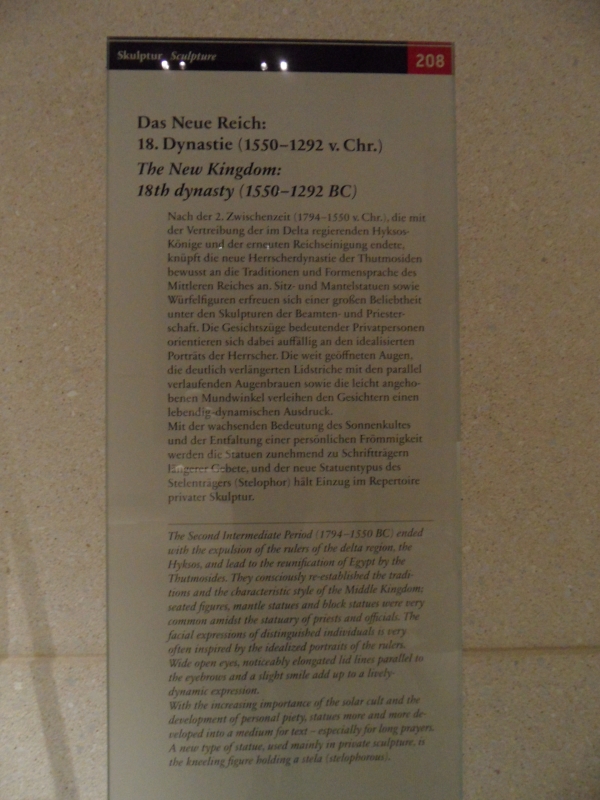 Skulptur Sculpture
208
Das Neue Reich:
18. Dynastie (1550–1292 v. Chr.)
The New Kingdom:
18th dynasty (1550–1292 BC)
Nach der 2. Zwischenzeit (1794–1550 v. Chr.), die mit
der Vertreibung der im Delta regierenden Hyksos-
Könige und der erneuten Reichseinigung endete,
knüpft die neue Herrscherdynastie der Thutmosiden
bewusst an die Traditionen und Formensprache des
Mittleren Reiches an. Sitz- und Mantelstatuen sowie
Würfelfiguren erfreuen sich einer großen Beliebtheit
unter den Skulpturen der Beamten- und Priester-
schaft. Die Gesichtszüge bedeutender Privatpersonen
orientieren sich dabei auffällig an den idealisierten
Porträts der Herrscher. Die weit geöffneten Augen,
die deutlich verlängerten Lidstriche mit den parallel
verlaufenden Augenbrauen sowie die leicht angeho-
benen Mundwinkel verleihen den Gesichtern einen
lebendig-dynamischen Ausdruck.
Mit der wachsenden Bedeutung des Sonnenkultes
und der Entfaltung einer persönlichen Frömmigkeit
werden die Statuen zunehmend zu Schriftträgern
längerer Gebete, und der neue Statuentypus des
Stelenträgers (Stelophor) hält Einzug im Repertoire
privater Skulptur.
The Second Intermediate Period (1794–1550 BC) ended
with the expulsion of the rulers of the delta region, the
Hyksos, and lead to the reunification of Egypt by the
Thutmosides. They consciously re-established the tradi-
tions and the characteristic style of the Middle Kingdom;
seated figures, mantle statues and block statues were very
common amidst the statuary of priests and officials. The
facial expressions of distinguished individuals is very
often inspired by the idealized portraits of the rulers.
Wide open eyes, noticeably elongated lid lines parallel to
the eyebrows and a slight smile add up to a lively-
dynamic expression.
With the increasing importance of the solar cult and the
development of personal piety, statues more and more de-
veloped into a medium for text – especially for long prayers.
A new type of statue, used mainly in private sculpture, is
the kneeling figure holding a stela (stelophorous).